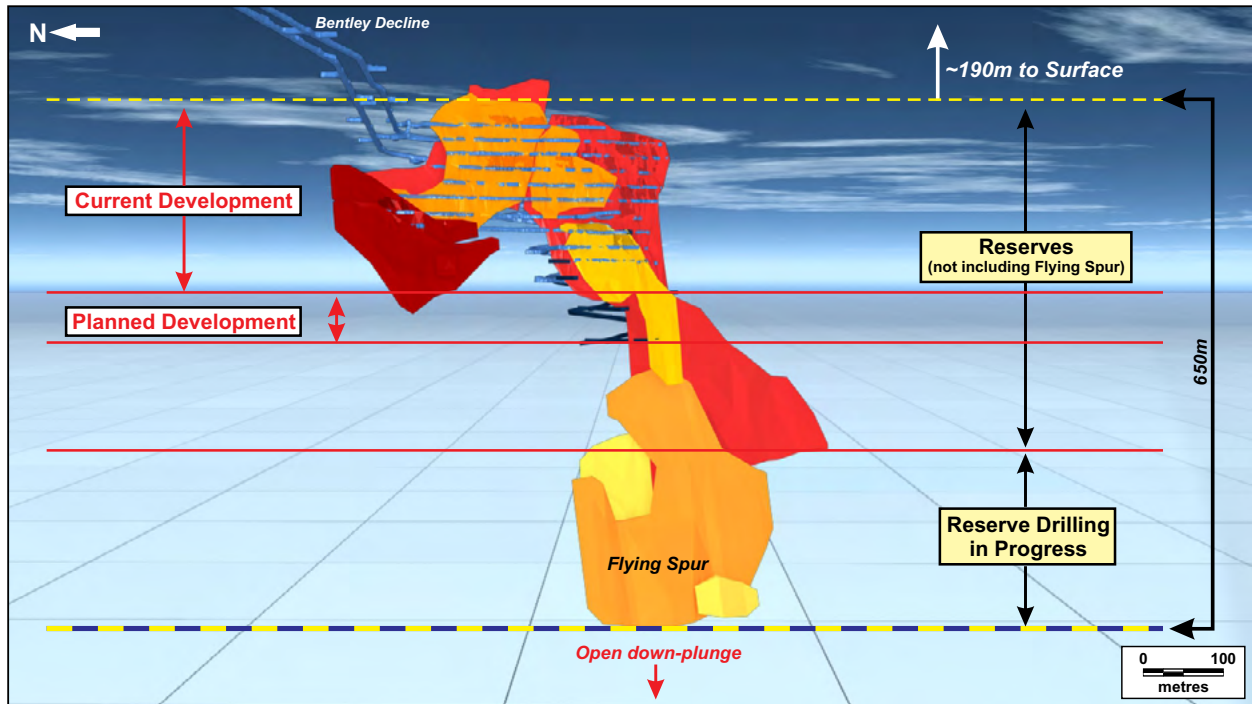 Bentley Decline
N
~190m to Surface
Current Development
Reserves
(not including Flying Spur)
Planned Development
650m
Reserve Drilling
in Progress
Flying Spur
Open down-plunge
0 100
metres